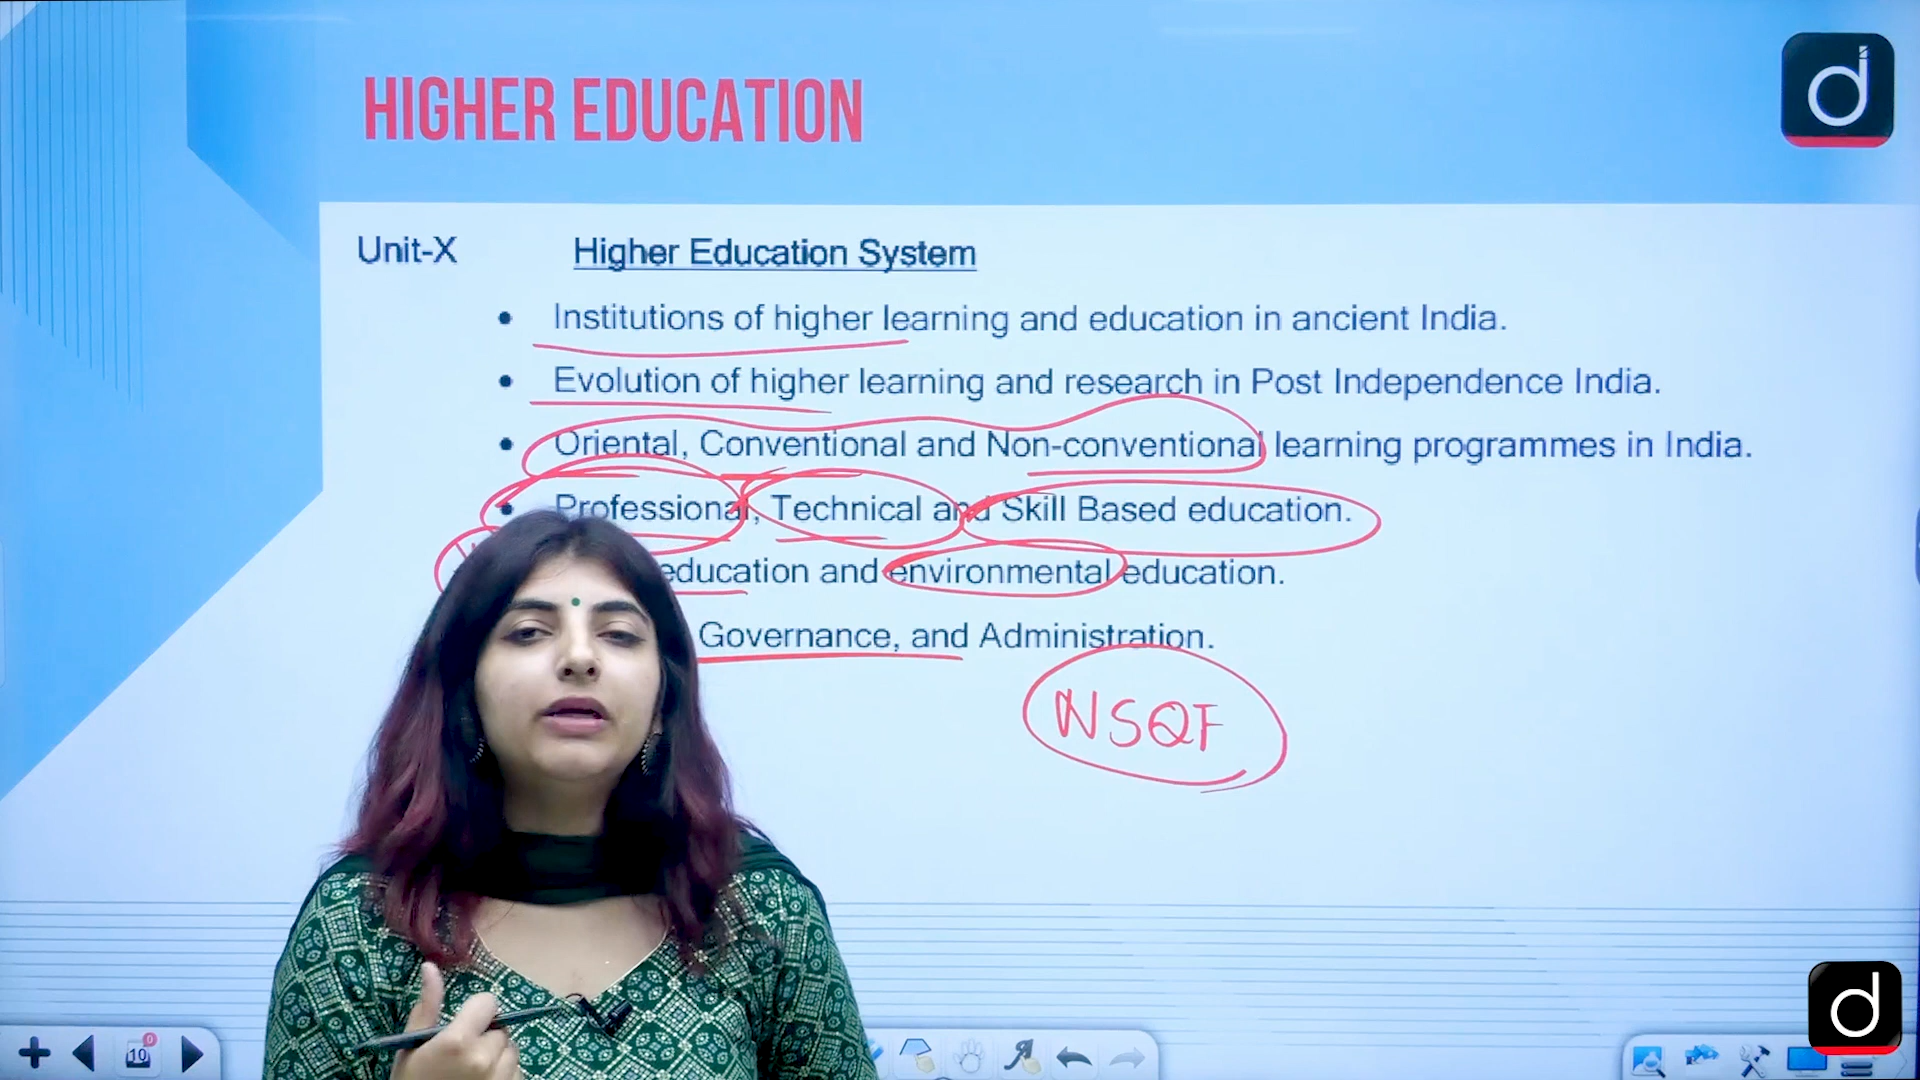 d
HIGHER EDUCATION
Unit-X Higher Education System
• Institutions of higher learning and education in ancient India.
• Evolution of higher learning and research in Post Independence India.
• Oriental, Conventional and Non-conventional learning programmes in India.
• Professional, Technical and Skill Based education.
education and environmental education.
Governance, and Administration.
NSQF
d
10
0